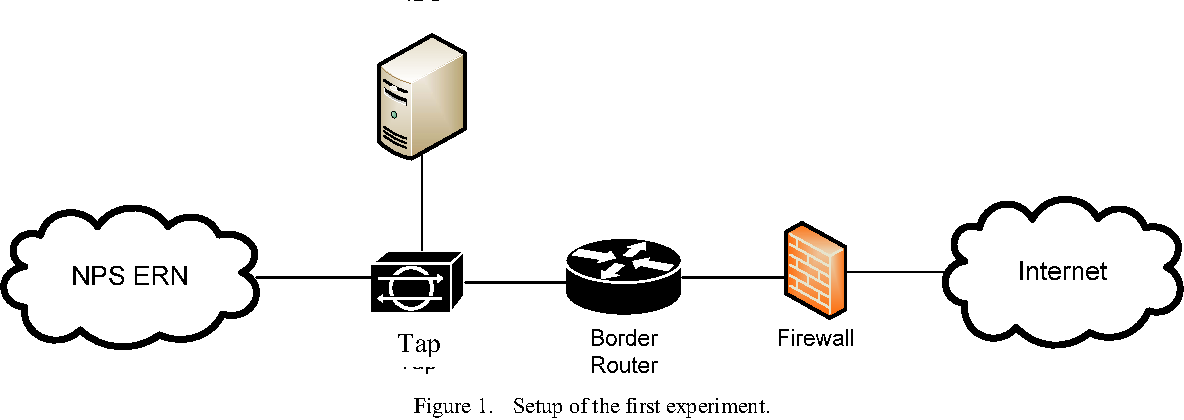 NPS ERN
Tap
Border
Router
Firewall
Internet
Figure 1. Setup of the first experiment.